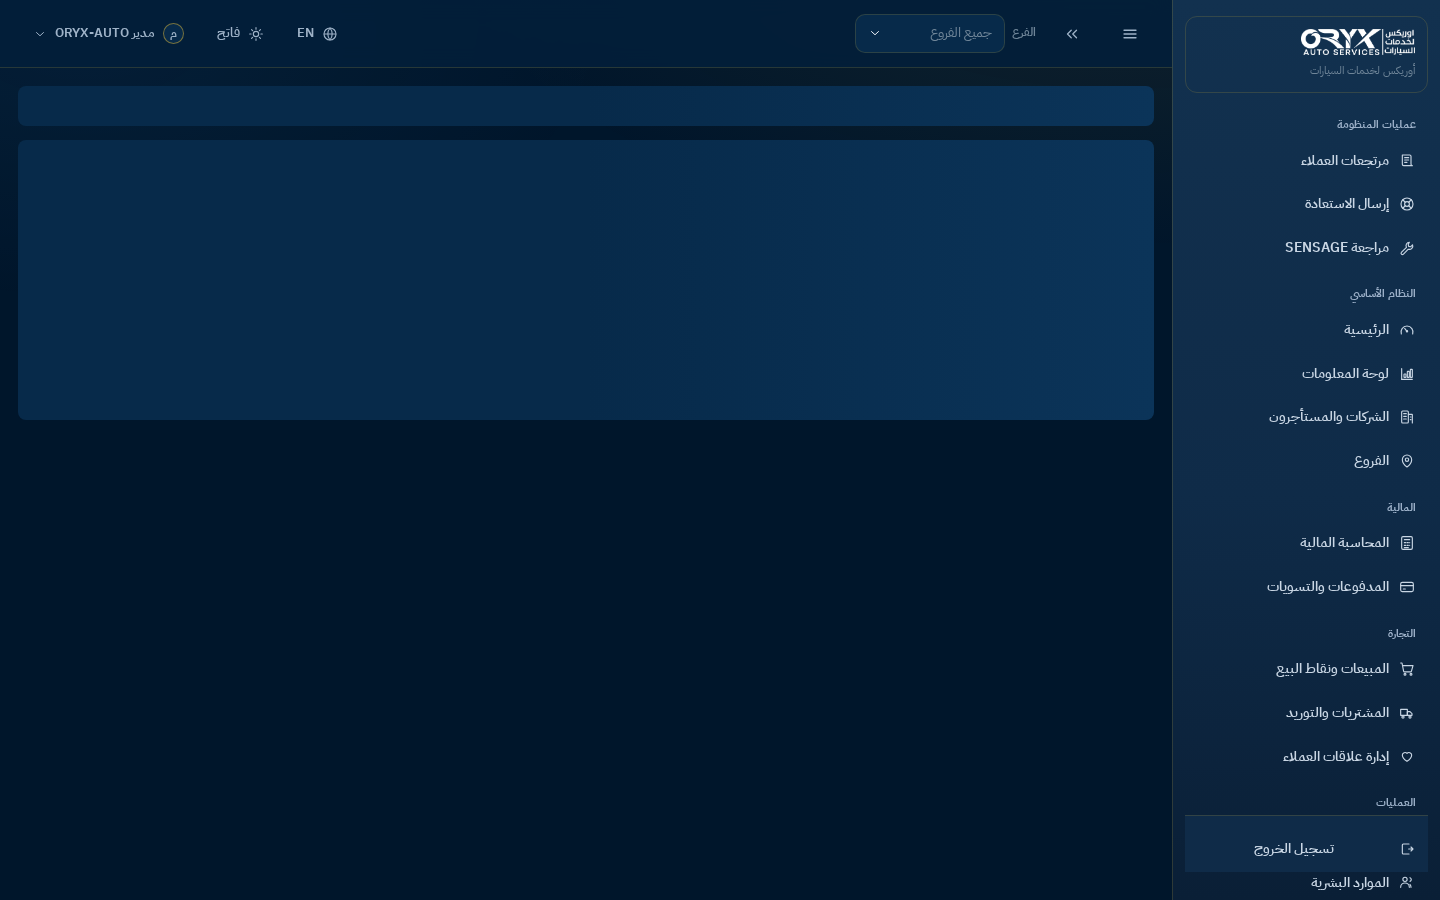 اوريكس
لخدمات
السيارات
ORYX
AUTO SERVICES
أوريكس لخدمات السيارات
الفرع
جميع الفروع
EN
فاتح
م
مدير ORYX-AUTO
عمليات المنظومة
مرتجعات العملاء
إرسال الاستعادة
مراجعة SENSAGE
النظام الأساسي
الرئيسية
لوحة المعلومات
الشركات والمستأجرون
الفروع
المالية
المحاسبة المالية
المدفوعات والتسويات
التجارة
المبيعات ونقاط البيع
المشتريات والتوريد
إدارة علاقات العملاء
العمليات
تسجيل الخروج
الموارد البشرية